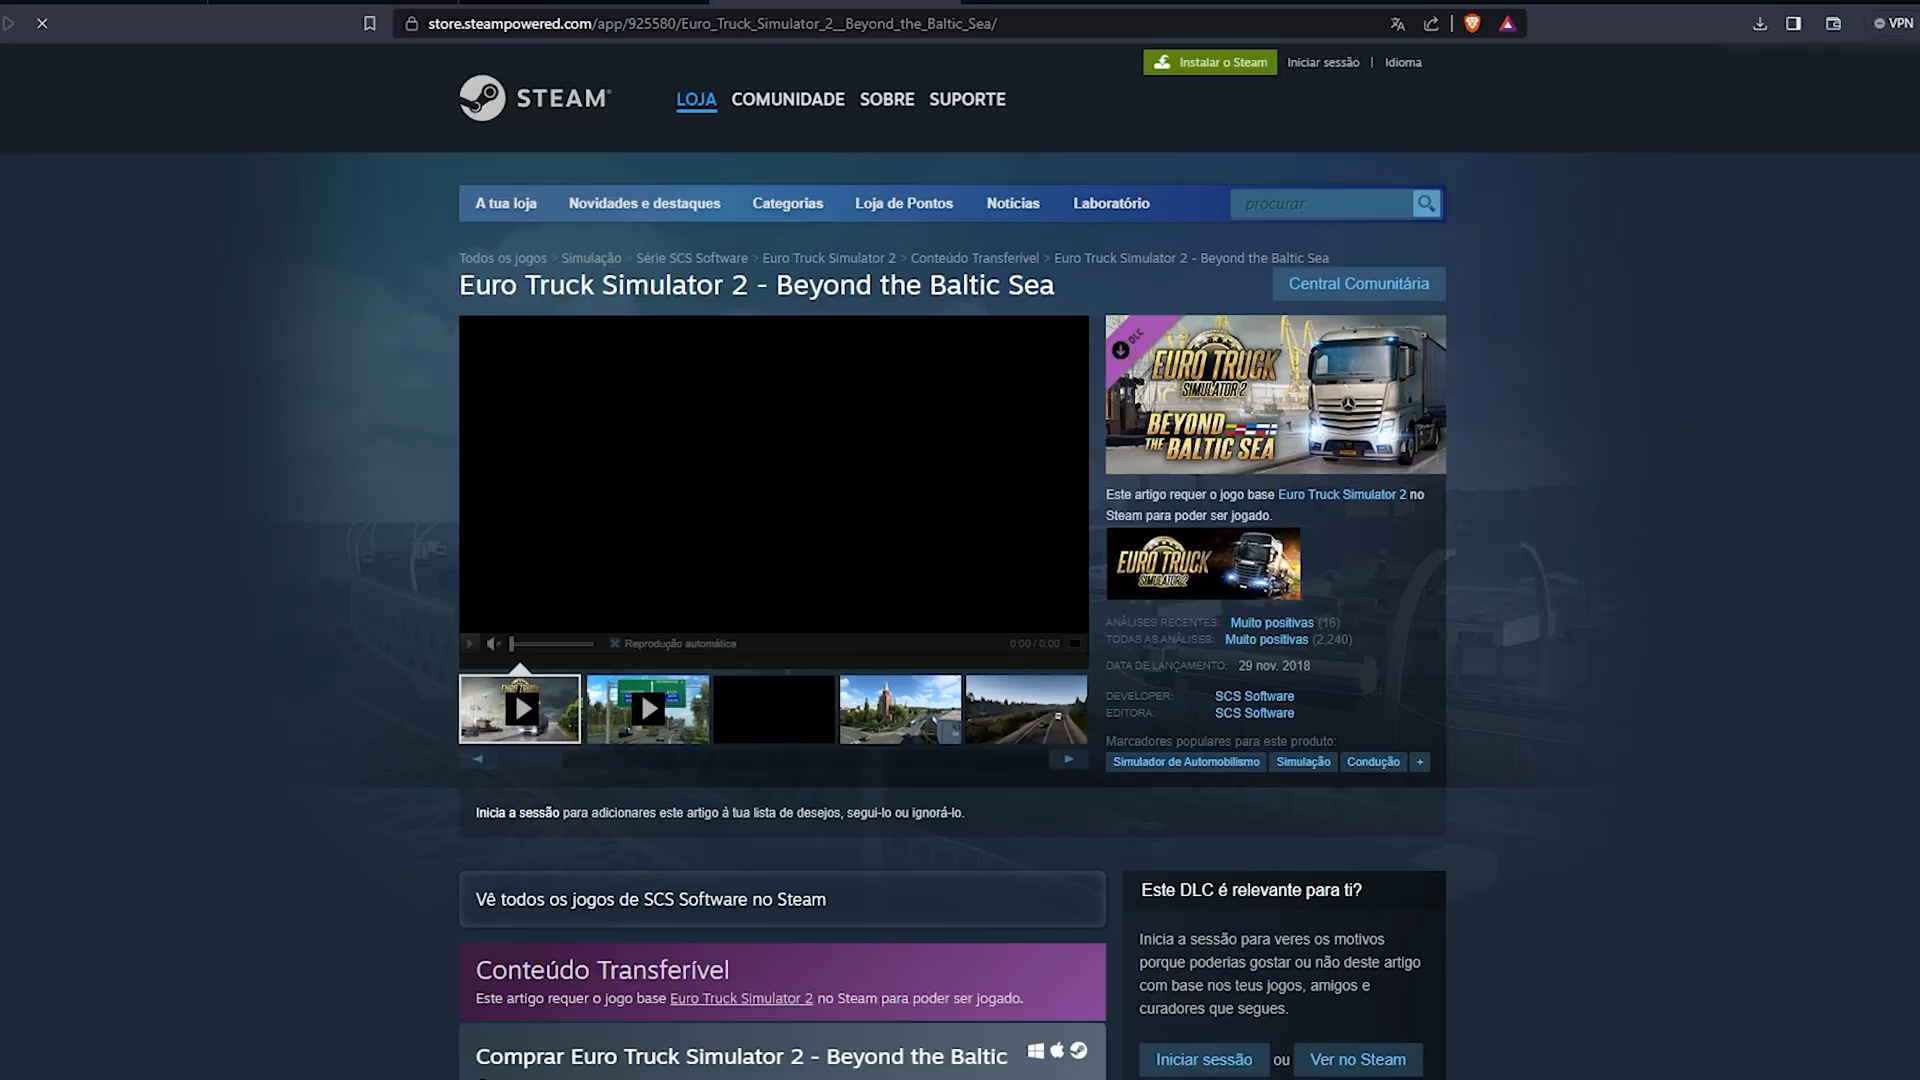 store.steampowered.com/app/925580/Euro_Truck_Simulator_2__Beyond_the_Baltic_Sea/
VPN
Instalar o Steam
Iniciar sessão | Idioma
STEAM®
LOJA COMUNIDADE SOBRE SUPORTE
A tua loja
Novidades e destaques
Categorias
Loja de Pontos
Notícias
Laboratório
procurar
Todos os jogos > Simulação > Série SCS Software > Euro Truck Simulator 2 > Conteúdo Transferível > Euro Truck Simulator 2 - Beyond the Baltic Sea
Euro Truck Simulator 2 - Beyond the Baltic Sea
Central Comunitária
DLC
EURO TRUCK
SIMULATOR 2
BEYOND
THE BALTIC SEA
Este artigo requer o jogo base Euro Truck Simulator 2 no
Steam para poder ser jogado.
EURO TRUCK
SIMULATOR 2
ANÁLISES RECENTES: Muito positivas (16)
TODAS AS ANÁLISES: Muito positivas (2,240)
DATA DE LANÇAMENTO: 29 nov. 2018
DEVELOPER: SCS Software
EDITORA: SCS Software
Marcadores populares para este produto:
Simulador de Automobilismo
Simulação
Condução
+
Reprodução automática
0:00 / 0:00
Inicia a sessão para adicionares este artigo à tua lista de desejos, segui-lo ou ignorá-lo.
Vê todos os jogos de SCS Software no Steam
Conteúdo Transferível
Este artigo requer o jogo base Euro Truck Simulator 2 no Steam para poder ser jogado.
Comprar Euro Truck Simulator 2 - Beyond the Baltic
Este DLC é relevante para ti?
Inicia a sessão para veres os motivos
porque poderias gostar ou não deste artigo
com base nos teus jogos, amigos e
curadores que segues.
Iniciar sessão ou Ver no Steam